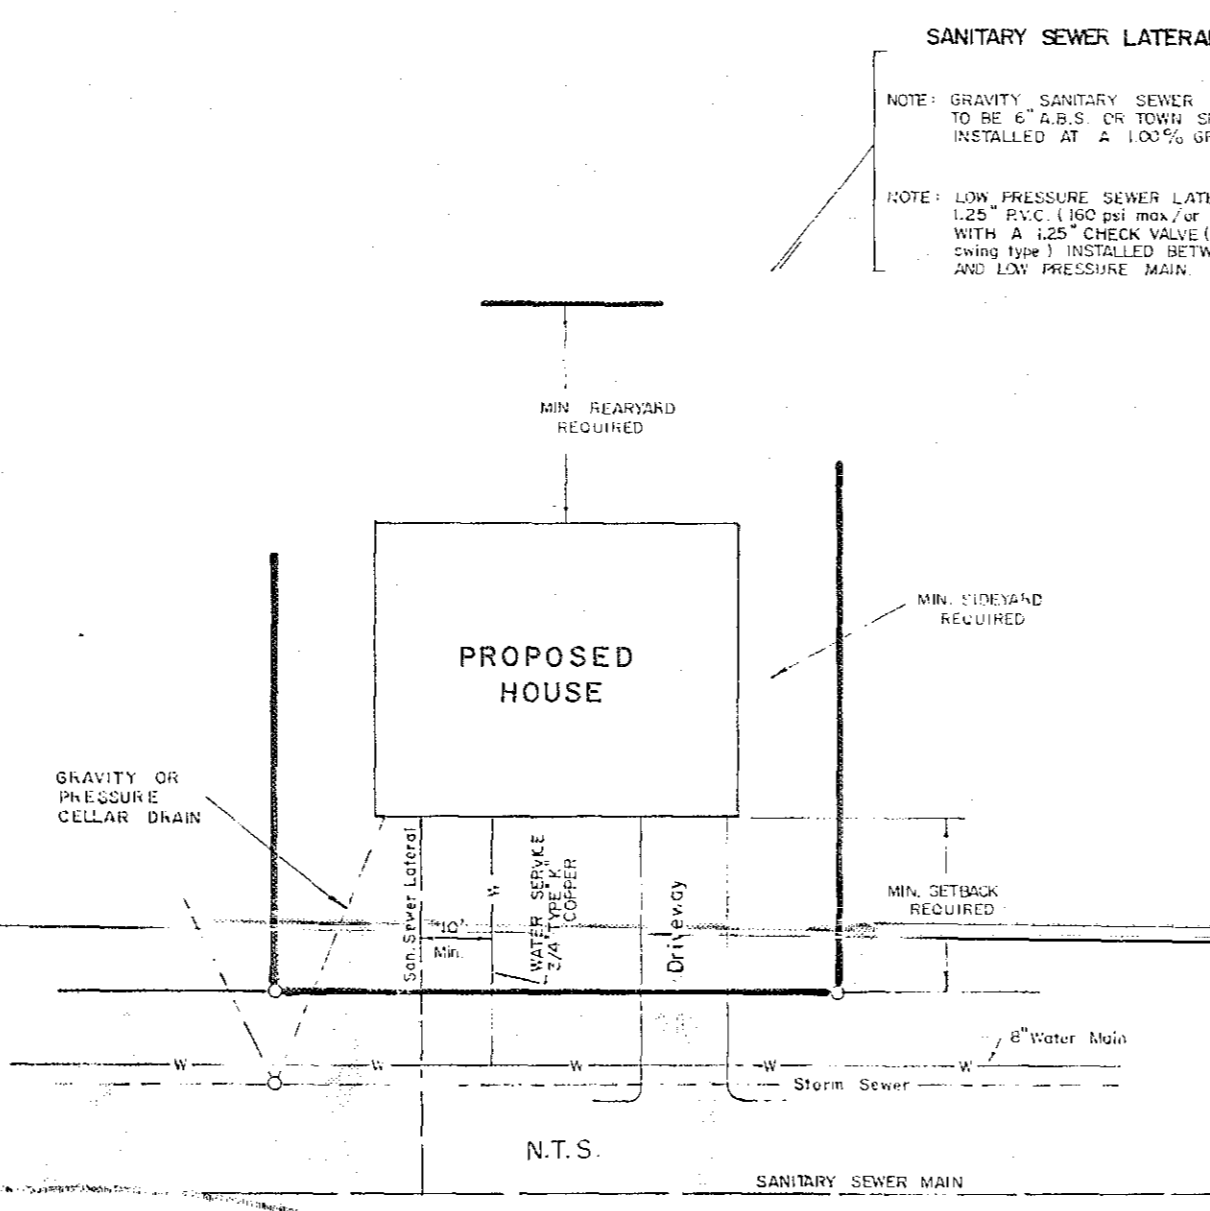 SANITARY SEWER LATERAL
NOTE: GRAVITY SANITARY SEWER
TO BE 6" A.B.S. OR TOWN
INSTALLED AT A 1.00%
NOTE: LOW PRESSURE SEWER
1.25" P.V.C. (160 psi max/or
WITH A 1.25" CHECK VALVE (
swing type) INSTALLED
AND LOW PRESSURE MAIN.
MIN. REARYARD
REQUIRED
MIN. SIDEYARD
REQUIRED
PROPOSED
HOUSE
GRAVITY OR
PRESSURE
CELLAR DRAIN
San. Sewer Lateral
10'
Min.
W
WATER SERVICE
3/4" TYPE "K"
COPPER
Driveway
MIN. SETBACK
REQUIRED
8" Water Main
W W W W W
Storm Sewer
N.T.S.
SANITARY SEWER MAIN